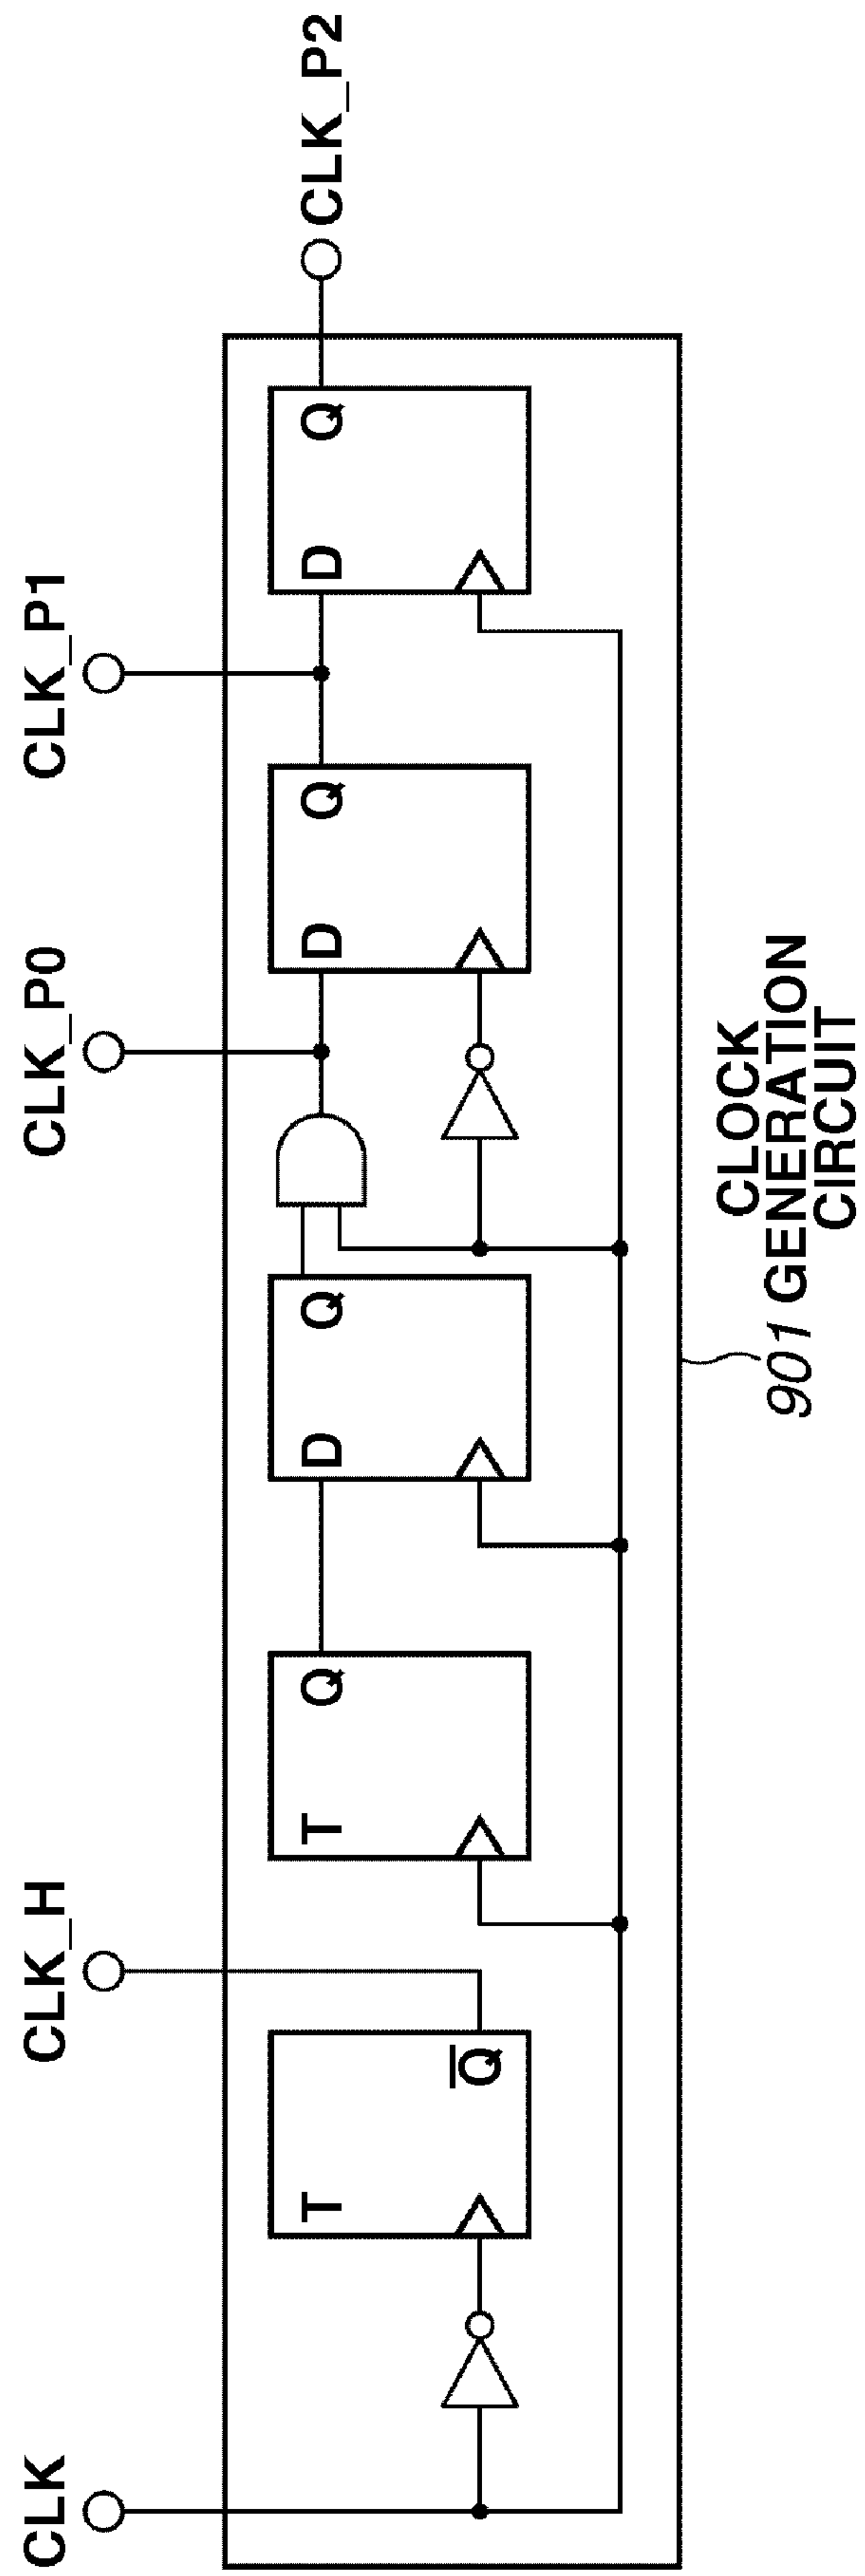 CLK
CLK_H
CLK_P0
CLK_P1
T
Q̅
T
Q
D
Q
D
Q
D
Q
CLK_P2
901
CLOCK
GENERATION
CIRCUIT